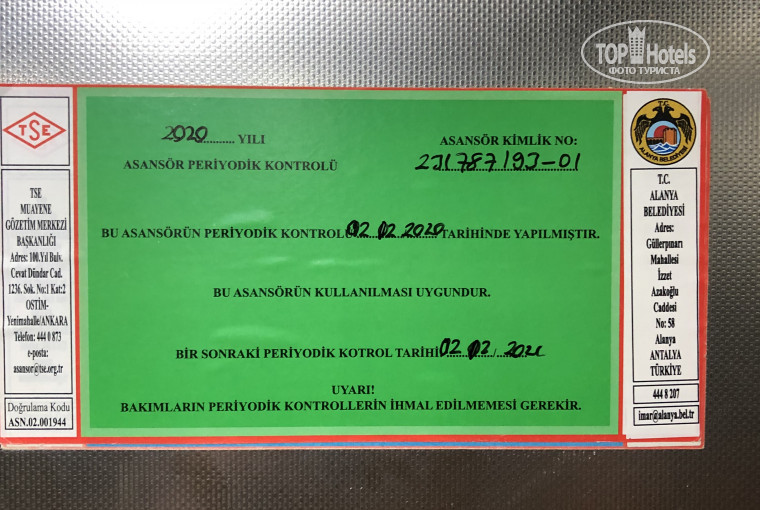 TOP Hotels
ФОТО ТУРИСТА
TSE
TSE
MUAYENE
GÖZETİM MERKEZİ
BAŞKANLIĞI
Adres: 100.Yıl Bulv.
Cevat Dündar Cad.
1236. Sok. No:1 Kat:2
OSTİM-
Yenimahalle/ANKARA
Telefon: 444 0 873
e-posta:
asansor@tse.org.tr
Doğrulama Kodu
ASN.02.001944
2020 YILI
ASANSÖR PERİYODİK KONTROLÜ
ASANSÖR KİMLİK NO:
BU ASANSÖRÜN PERİYODİK KONTROLÜ 02 02 2020 TARİHİNDE YAPILMIŞTIR.
BU ASANSÖRÜN KULLANILMASI UYGUNDUR.
BİR SONRAKİ PERİYODİK KOTROL TARİHİ 02 02
UYARI!
BAKIMLARIN PERİYODİK KONTROLLERİN İHMAL EDİLMEMESİ GEREKİR.
T.C.
ALANYA BELEDİYESİ
T.C.
ALANYA
BELEDİYESİ
Adres:
Güllerpınarı
Mahallesi
İzzet
Azakoğlu
Caddesi
No: 58
Alanya
ANTALYA
TÜRKİYE
444 8 207
imar@alanya.bel.tr